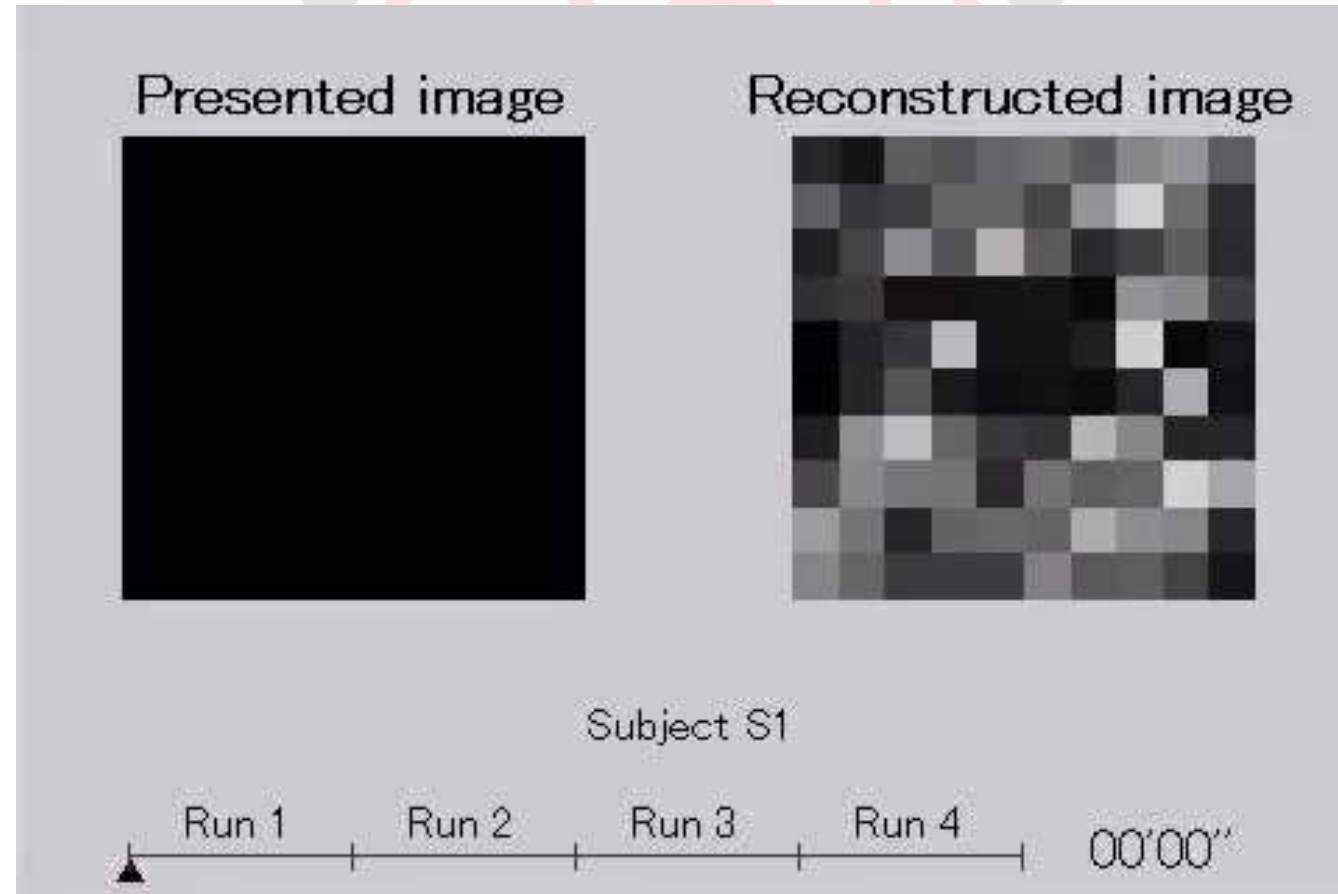 Presented image Reconstructed image
Subject S1
Run 1 Run 2 Run 3 Run 4 00'00''